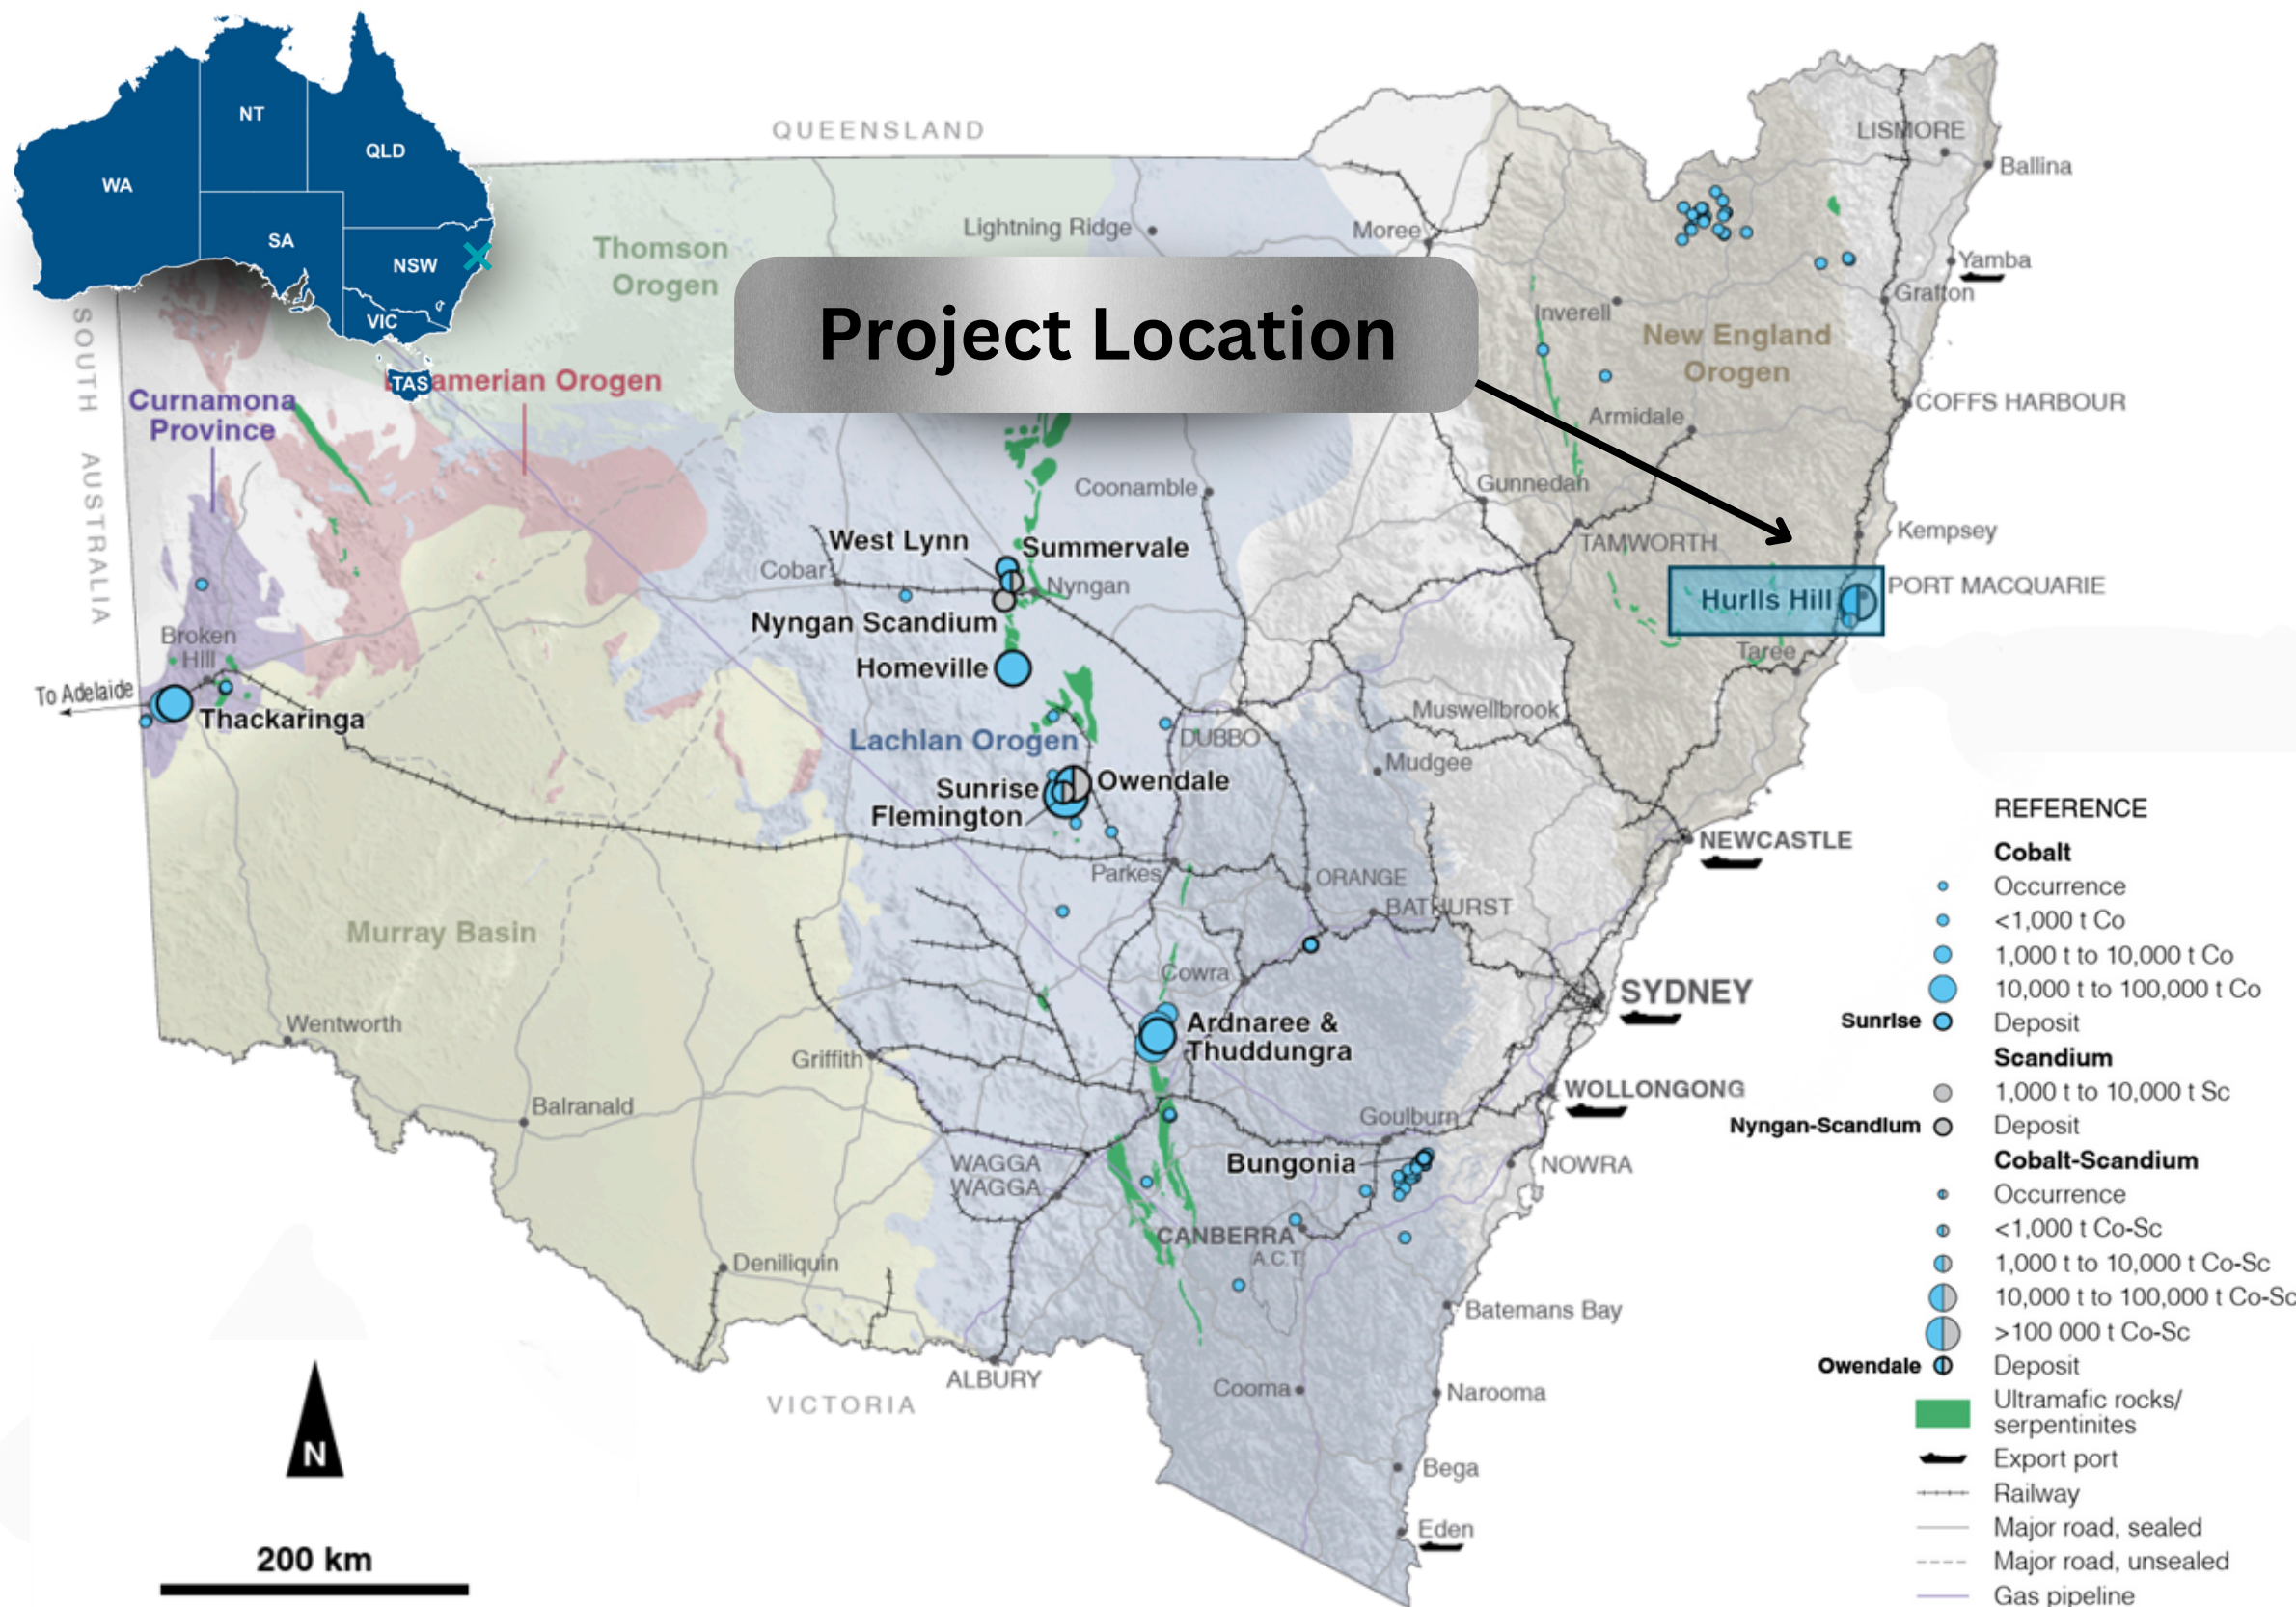 NT
QLD
WA
SA
NSW
VIC
TAS
QUEENSLAND
LISMORE
Ballina
Lightning Ridge
Moree
Thomson
Orogen
Yamba
Grafton
Project Location
Inverell
New England
Orogen
SOUTH AUSTRALIA
amerian Orogen
Curnamona
Province
COFFS HARBOUR
Armidale
Gunnedah
Coonamble
Kempsey
West Lynn
Summervale
TAMWORTH
Cobar
Nyngan
PORT MACQUARIE
Hurlls Hill
Nyngan Scandium
Broken
Hill
Taree
Homeville
To Adelaide
Thackaringa
Muswellbrook
Lachlan Orogen
DUBBO
Mudgee
Sunrise
Owendale
Flemington
NEWCASTLE
Parkes
ORANGE
BATHURST
Murray Basin
Cowra
SYDNEY
Wentworth
Ardnaree &
Thuddungra
Griffith
WOLLONGONG
Balranald
Goulburn
Bungonia
NOWRA
WAGGA
WAGGA
CANBERRA
A.C.T
Deniliquin
Batemans Bay
ALBURY
VICTORIA
Cooma
Narooma
Bega
Eden
N
200 km
REFERENCE
Cobalt
Occurrence
<1,000 t Co
1,000 t to 10,000 t Co
10,000 t to 100,000 t Co
Sunrise Deposit
Scandium
1,000 t to 10,000 t Sc
Nyngan-Scandium Deposit
Cobalt-Scandium
Occurrence
<1,000 t Co-Sc
1,000 t to 10,000 t Co-Sc
10,000 t to 100,000 t Co-Sc
>100 000 t Co-Sc
Owendale Deposit
Ultramafic rocks/
serpentinites
Export port
Railway
Major road, sealed
Major road, unsealed
Gas pipeline